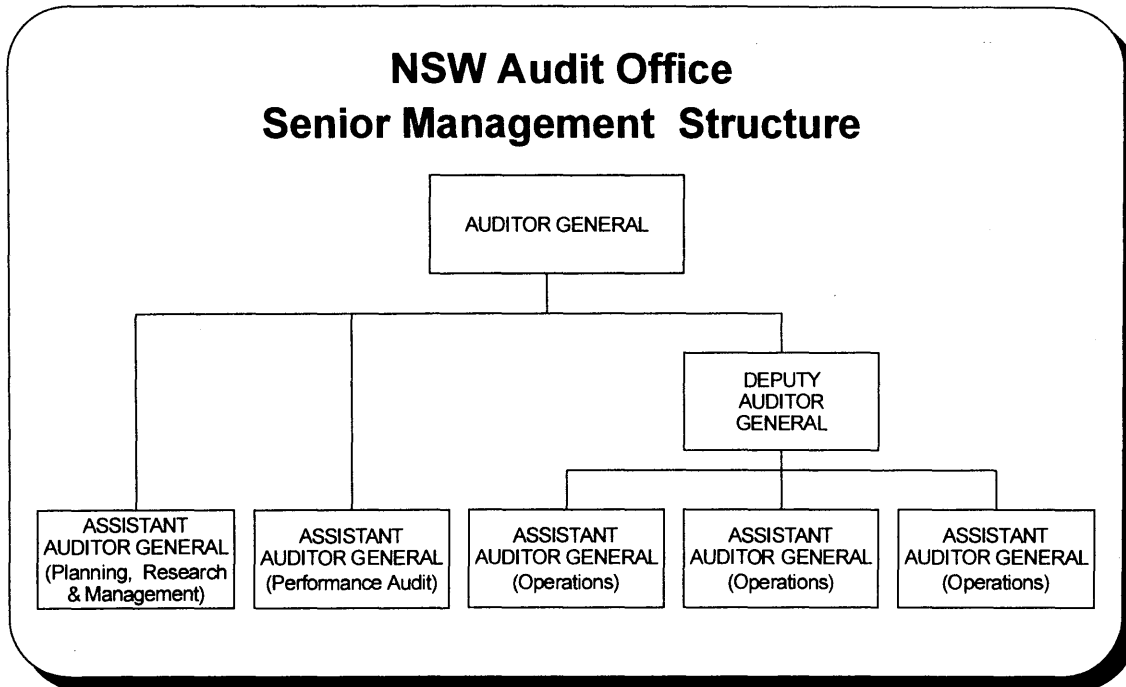 NSW Audit Office
Senior Management Structure
AUDITOR GENERAL
DEPUTY
AUDITOR
GENERAL
ASSISTANT
AUDITOR GENERAL
(Planning, Research
& Management)
ASSISTANT
AUDITOR GENERAL
(Performance Audit)
ASSISTANT
AUDITOR GENERAL
(Operations)
ASSISTANT
AUDITOR GENERAL
(Operations)
ASSISTANT
AUDITOR GENERAL
(Operations)